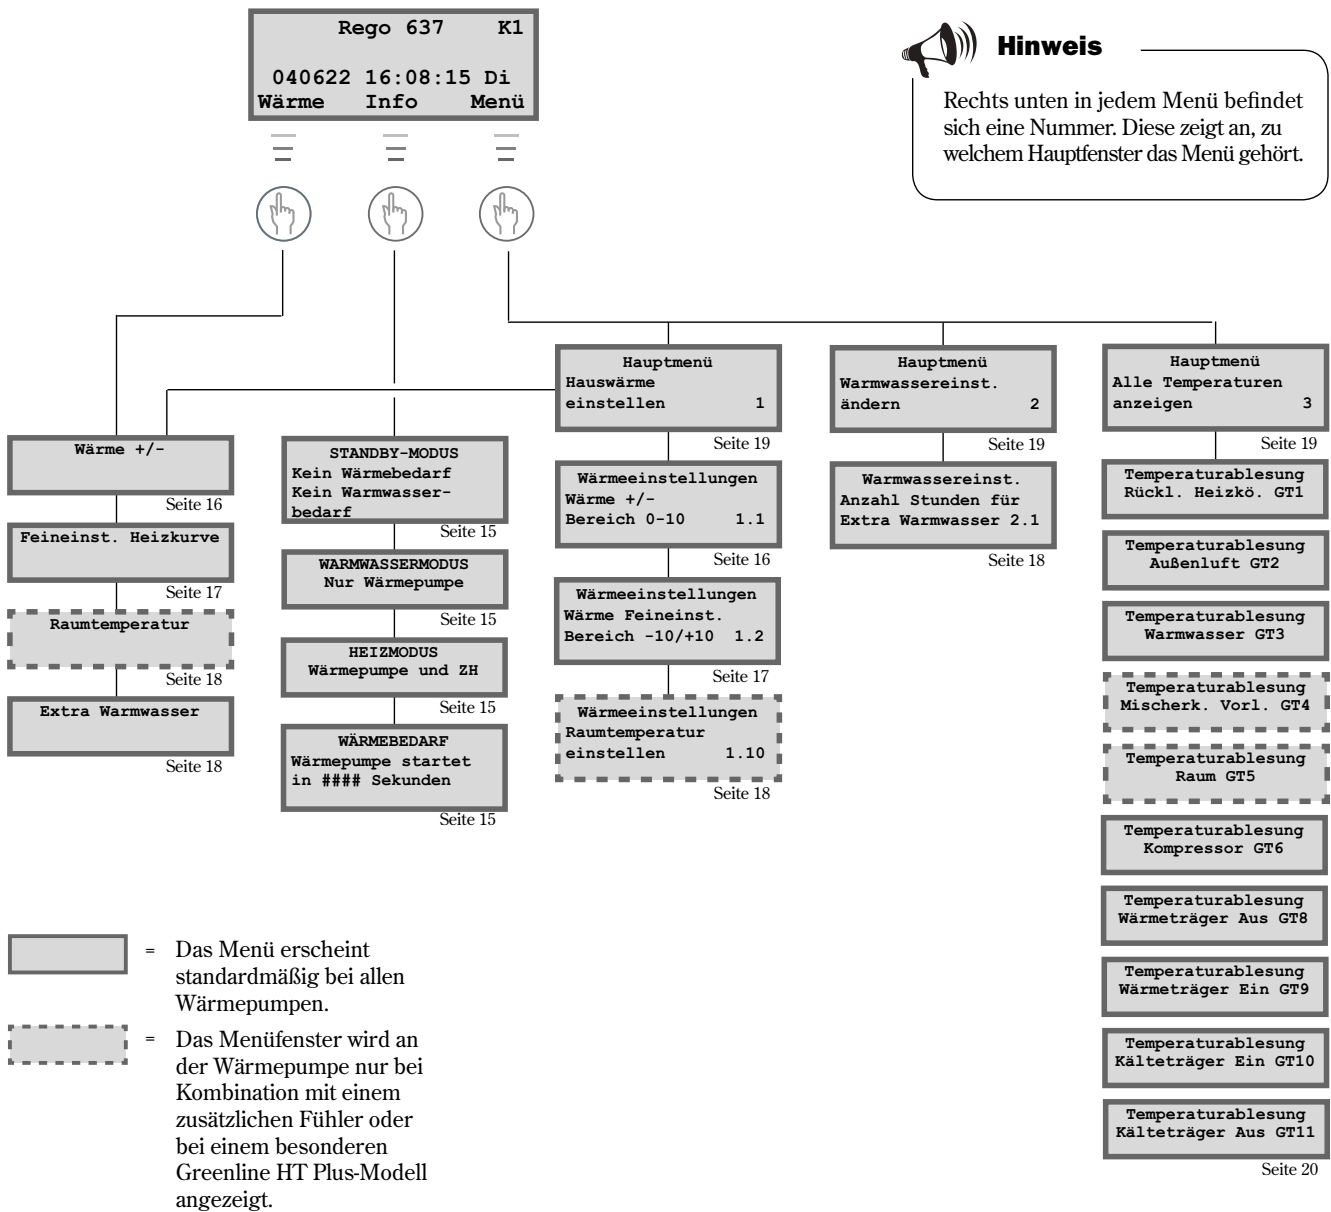 Rego 637 K1
040622 16:08:15 Di
Wärme Info Menü
Hinweis
Rechts unten in jedem Menü befindet
sich eine Nummer. Diese zeigt an, zu
welchem Hauptfenster das Menü gehört.
Wärme +/-
Seite 16
Feineinst. Heizkurve
Seite 17
Raumtemperatur
Seite 18
Extra Warmwasser
Seite 18
STANDBY-MODUS
Kein Wärmebedarf
Kein Warmwasser-
bedarf
Seite 15
WARMWASSERMODUS
Nur Wärmepumpe
Seite 15
HEIZMODUS
Wärmepumpe und ZH
Seite 15
WÄRMEBEDARF
Wärmepumpe startet
in #### Sekunden
Seite 15
Hauptmenü
Hauswärme
einstellen 1
Seite 19
Wärmeeinstellungen
Wärme +/-
Bereich 0-10 1.1
Seite 16
Wärmeeinstellungen
Wärme Feineinst.
Bereich -10/+10 1.2
Seite 17
Wärmeeinstellungen
Raumtemperatur
einstellen 1.10
Seite 18
Hauptmenü
Warmwassereinst.
ändern 2
Seite 19
Warmwassereinst.
Anzahl Stunden für
Extra Warmwasser 2.1
Seite 18
Hauptmenü
Alle Temperaturen
anzeigen 3
Seite 19
Temperaturablesung
Rückl. Heizkö. GT1
Temperaturablesung
Außenluft GT2
Temperaturablesung
Warmwasser GT3
Temperaturablesung
Mischerk. Vorl. GT4
Temperaturablesung
Raum GT5
Temperaturablesung
Kompressor GT6
Temperaturablesung
Wärmeträger Aus GT8
Temperaturablesung
Wärmeträger Ein GT9
Temperaturablesung
Kälteträger Ein GT10
Temperaturablesung
Kälteträger Aus GT11
Seite 20
= Das Menü erscheint
standardmäßig bei allen
Wärmepumpen.
= Das Menüfenster wird an
der Wärmepumpe nur bei
Kombination mit einem
zusätzlichen Fühler oder
bei einem besonderen
Greenline HT Plus-Modell
angezeigt.